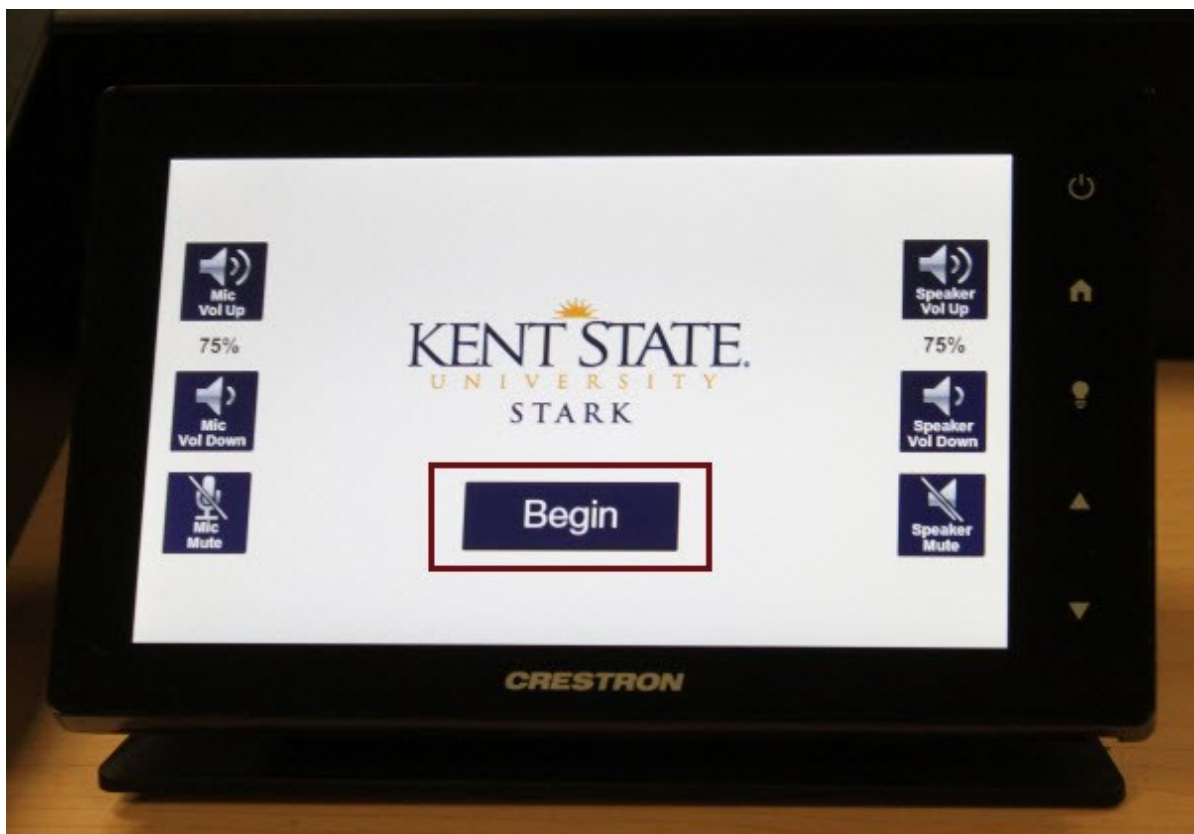 Mic
Vol Up
75%
Mic
Vol Down
Mic
Mute
KENT STATE.
UNIVERSITY
STARK
Begin
Speaker
Vol Up
75%
Speaker
Vol Down
Speaker
Mute
CRESTRON